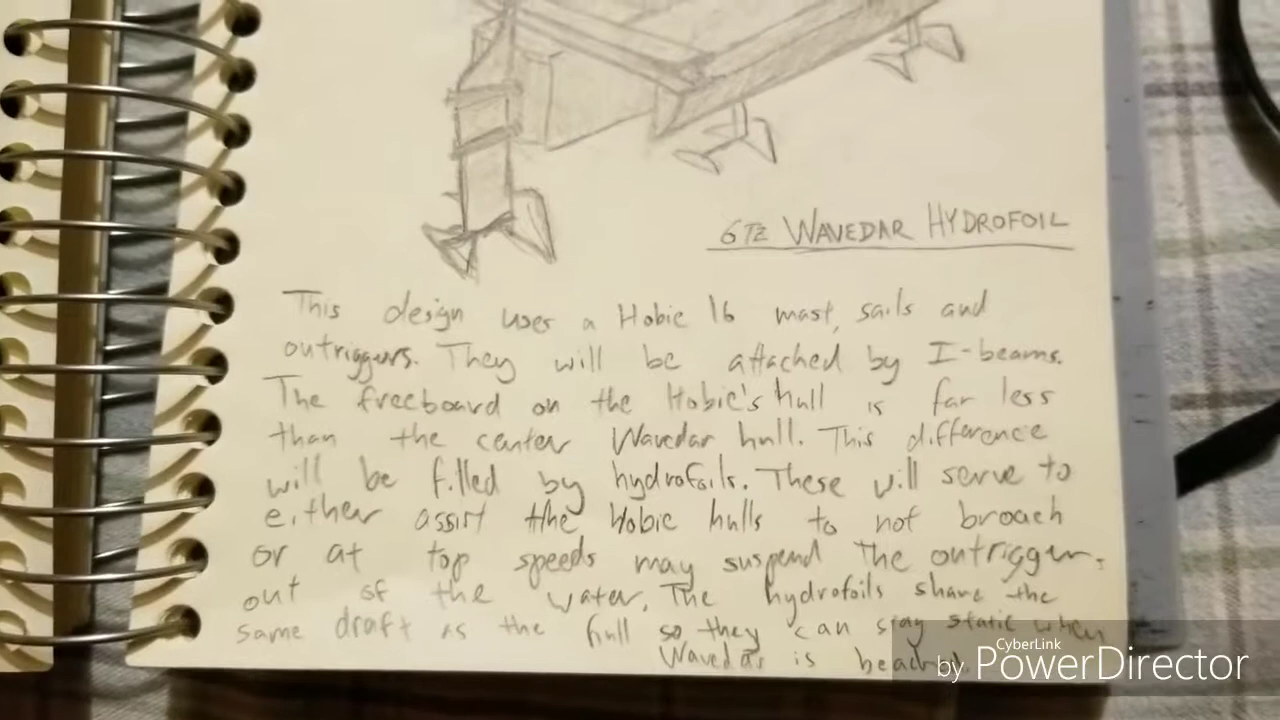 6TZ WAVEDAR HYDROFOIL
This design uses a Hobie 16 mast, sails and
outriggers. They will be attached by I-beams.
The freeboard on the Hobie's hull is far less
than the center Wavedar hull. This difference
will be filled by hydrofoils. These will serve to
either assist the Hobie hulls to not broach
or at top speeds may suspend the outrigger
out of the water. The hydrofoils share the
same draft as the hull so they can stay static when
Wavedar is beached.
CyberLink
by PowerDirector